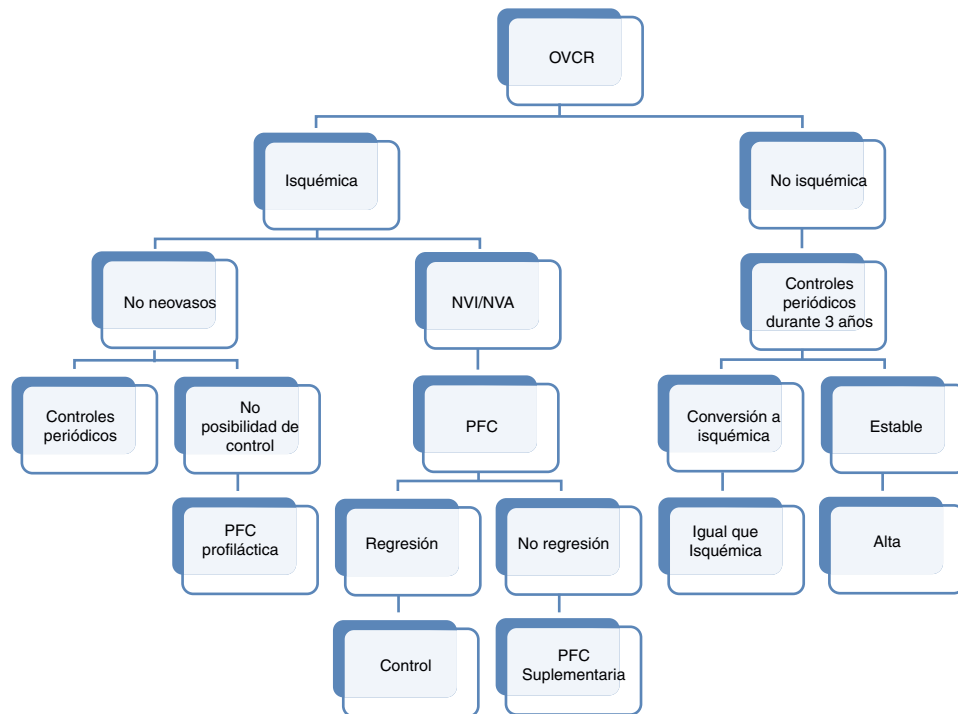 OVCR
Isquémica
No isquémica
No neovasos
NVI/NVA
Controles
periódicos
durante 3 años
Controles
periódicos
No
posibilidad de
control
PFC
Conversión a
isquémica
Estable
PFC
profiláctica
Regresión
No regresión
Igual que
Isquémica
Alta
Control
PFC
Suplementaria